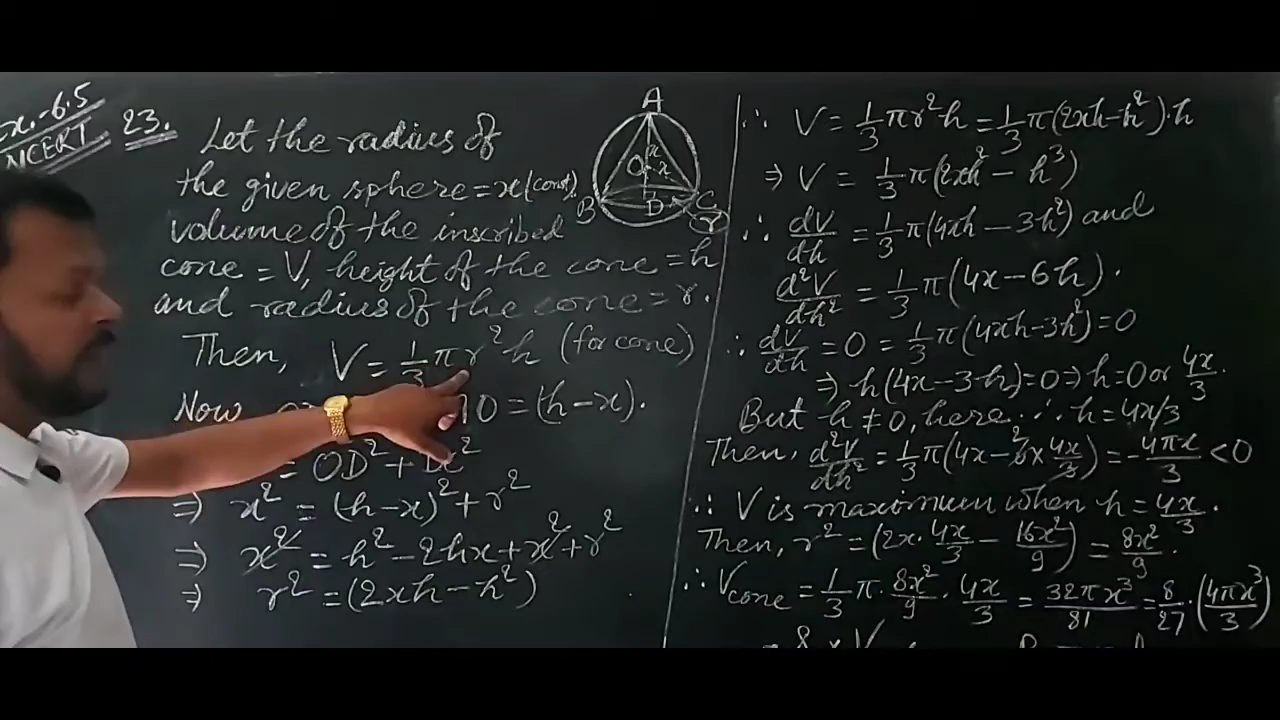 Ex.-6.5
NCERT
23.
Let the radius of
the given sphere = x (const),
volume of the inscribed
cone = V, height of the cone = h
and radius of the cone = r.
Then, V = 1/3 πr²h (for cone)
Now = (h-x).
= OD² +
⇒ x² = (h-x)² + r²
⇒ x² = h² - 2hx + x² + r²
⇒ r² = (2xh - h²)
A
x
O x
B D C
r
∴ V = 1/3 πr²h = 1/3 π(2xh - h²)·h
⇒ V = 1/3 π(2xh² - h³)
∴ dV/dh = 1/3 π(4xh - 3h²) and
d²V/dh² = 1/3 π(4x - 6h).
∴ dV/dh = 0 = 1/3 π(4xh - 3h²) = 0
⇒ h(4x - 3h) = 0 ⇒ h = 0 or 4x/3.
But h ≠ 0, here ∴ h = 4x/3
Then, d²V/dh² = 1/3 π(4x - 6² × 4x/3) = -4πx/3 < 0
∴ V is maximum when h = 4x/3.
Then, r² = (2x·4x/3 - 16x²/9) = 8x²/9.
∴ Vcone = 1/3 π · 8x²/9 · 4x/3 = 32πx³/81 = 8/27 · (4πx³/3)